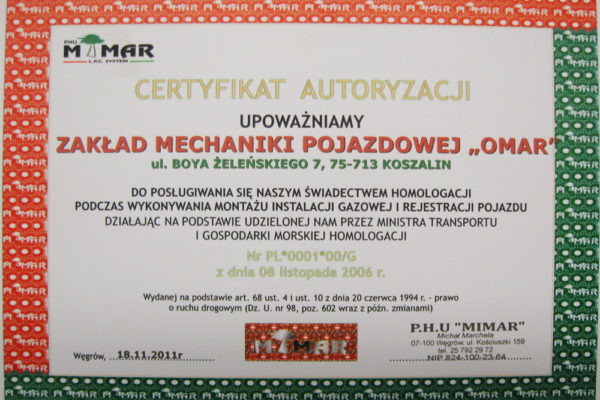 PHU
MIMAR
L.P.G. SYSTEM
CERTYFIKAT AUTORYZACJI
UPOWAŻNIAMY
ZAKŁAD MECHANIKI POJAZDOWEJ „OMAR”
ul. BOYA ŻELEŃSKIEGO 7, 75-713 KOSZALIN
DO POSŁUGIWANIA SIĘ NASZYM ŚWIADECTWEM HOMOLOGACJI
PODCZAS WYKONYWANIA MONTAŻU INSTALACJI GAZOWEJ I REJESTRACJI POJAZDU
DZIAŁAJĄC NA PODSTAWIE UDZIELONEJ NAM PRZEZ MINISTRA TRANSPORTU
I GOSPODARKI MORSKIEJ HOMOLOGACJI
Nr PL*0001*00/G
z dnia 08 listopada 2006 r.
Wydanej na podstawie art. 68 ust. 4 i ust. 10 z dnia 20 czerwca 1994 r. - prawo
o ruchu drogowym (Dz. U. nr 98, poz. 602 wraz z późn. zmianami)
MIMAR
P.H.U "MIMAR"
Michał Marchela
07-100 Węgrów, ul. Kościuszki 159
tel. 25 792 29 72
NIP 824-100-23-64
Węgrów, 18.11.2011r